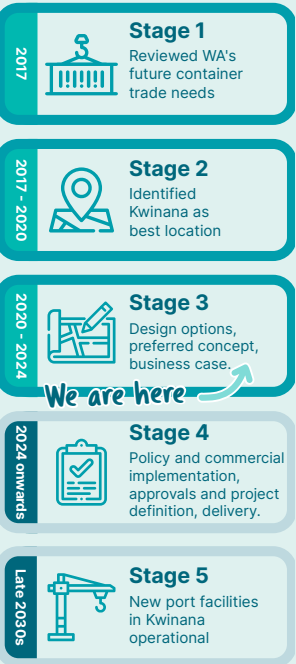 2017
Stage 1
Reviewed WA's
future container
trade needs
2017 - 2020
Stage 2
Identified
Kwinana as
best location
2020 - 2024
Stage 3
Design options,
preferred concept,
business case.
We are here
2024 onwards
Stage 4
Policy and commercial
implementation,
approvals and project
definition, delivery.
Late 2030s
Stage 5
New port facilities
in Kwinana
operational